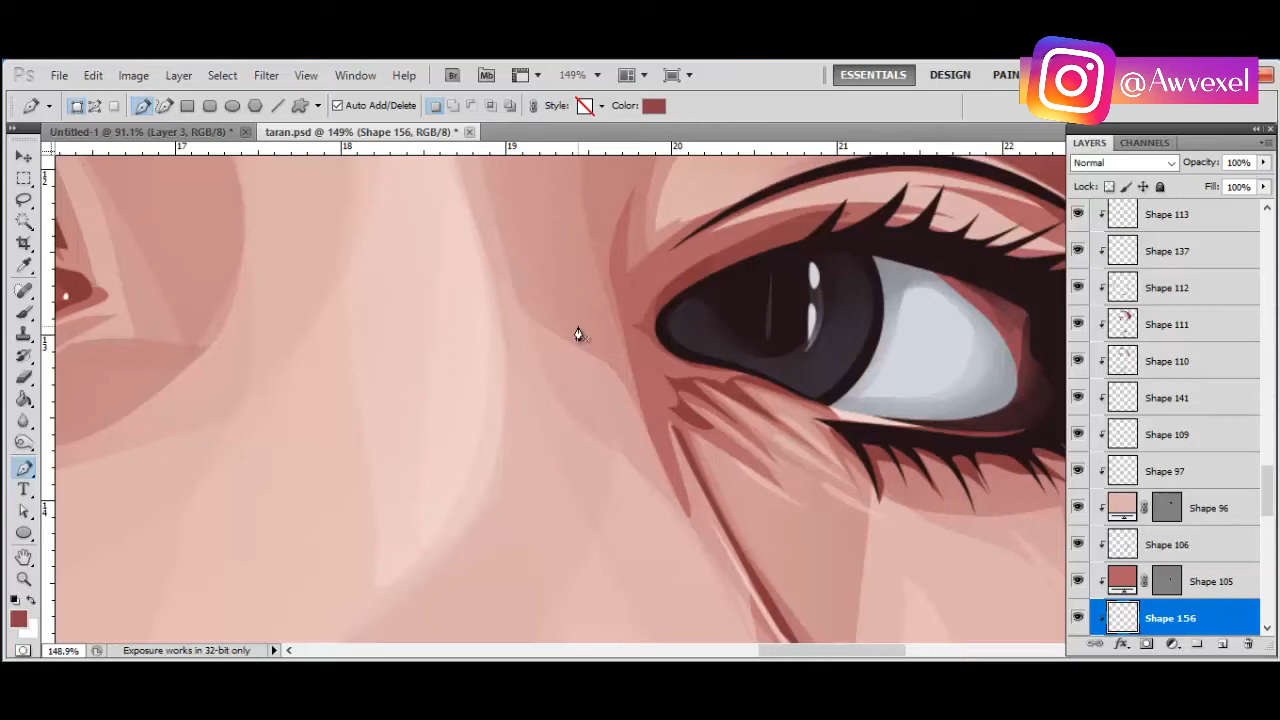 @Awvexel
Ps File Edit Image Layer Select Filter View Window Help Br Mb 149% ESSENTIALS DESIGN PAIN
Auto Add/Delete Style: Color:
Untitled-1 @ 91.1% (Layer 3, RGB/8) * taran.psd @ 149% (Shape 156, RGB/8) *
LAYERS CHANNELS
17 18 19 20 21 22
Normal Opacity: 100%
Lock: Fill: 100%
Shape 113
Shape 137
Shape 112
Shape 111
Shape 110
Shape 141
Shape 109
Shape 97
Shape 96
Shape 106
Shape 105
Shape 156
12
13
14
T
148.9% Exposure works in 32-bit only
fx